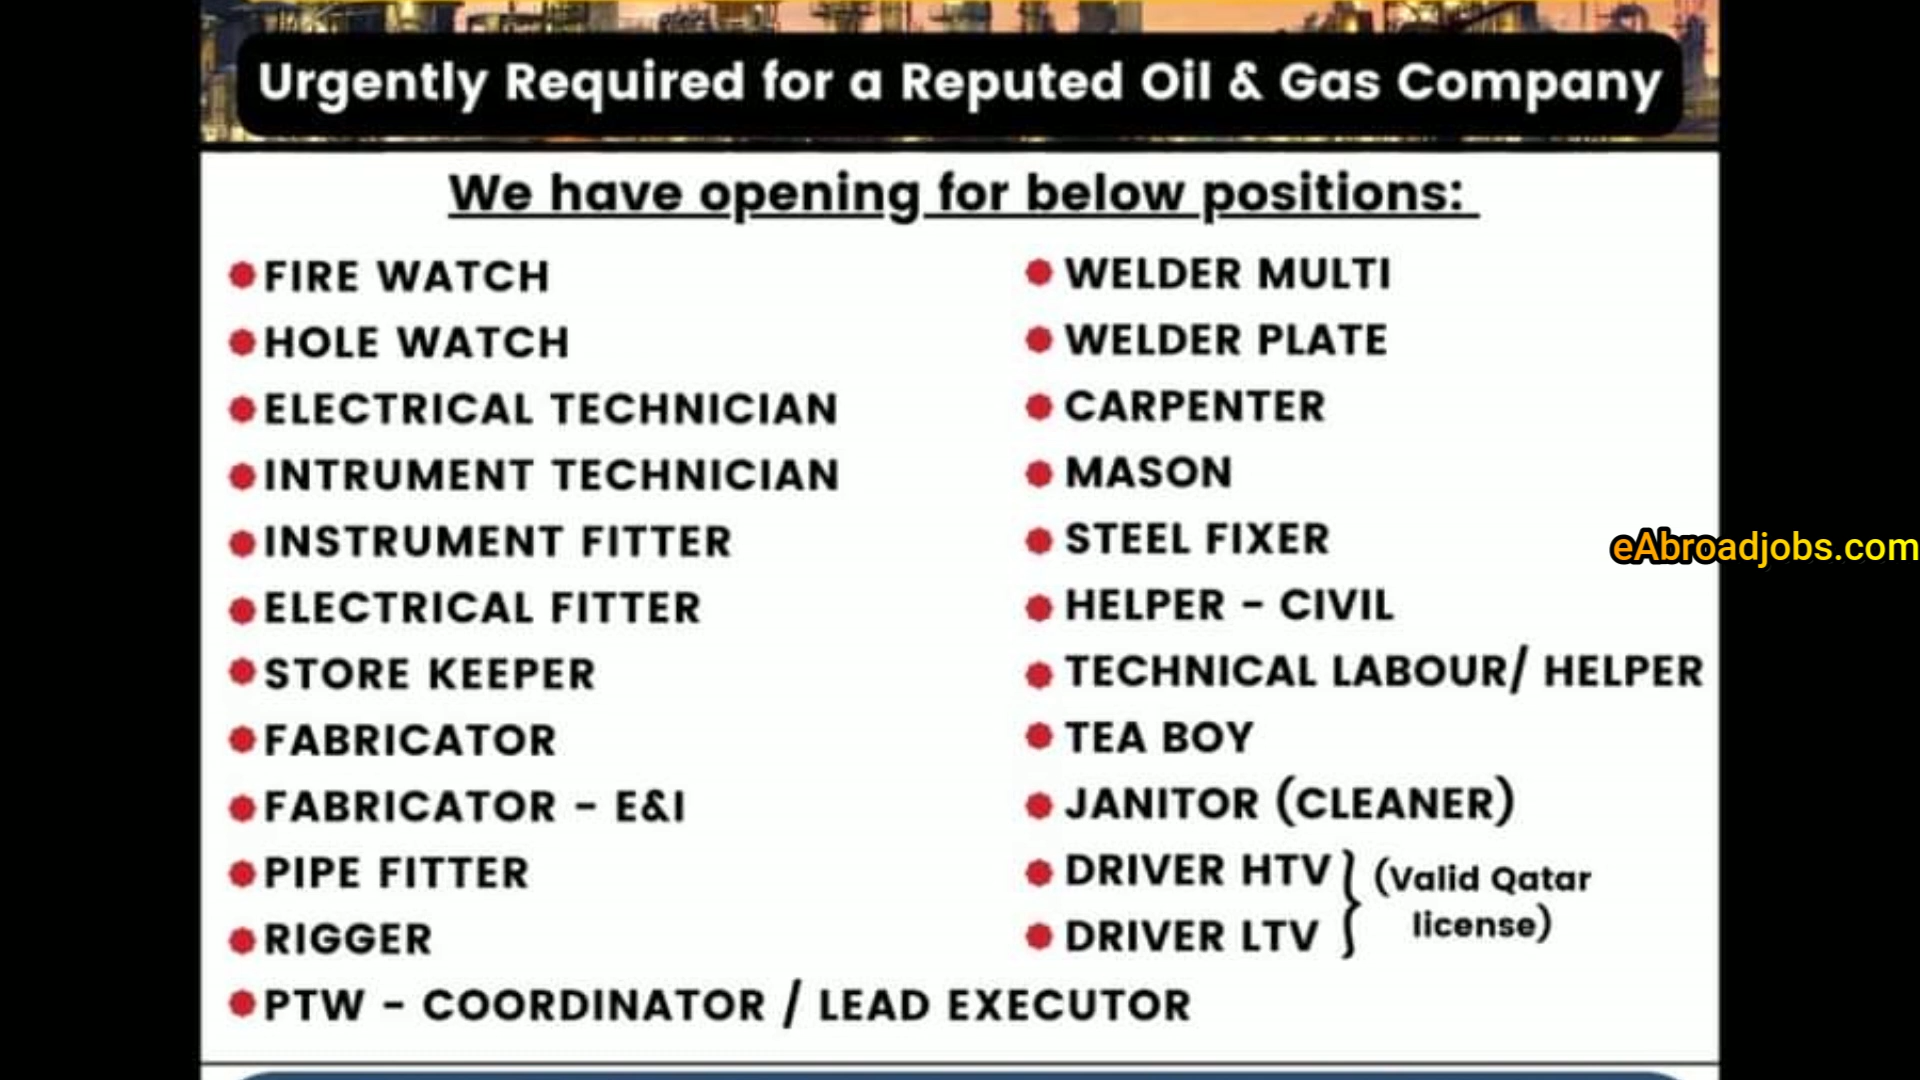 Urgently Required for a Reputed Oil & Gas Company
We have opening for below positions:
FIRE WATCH
HOLE WATCH
ELECTRICAL TECHNICIAN
INTRUMENT TECHNICIAN
INSTRUMENT FITTER
ELECTRICAL FITTER
STORE KEEPER
FABRICATOR
FABRICATOR - E&I
PIPE FITTER
RIGGER
PTW - COORDINATOR / LEAD EXECUTOR
WELDER MULTI
WELDER PLATE
CARPENTER
MASON
STEEL FIXER
HELPER - CIVIL
TECHNICAL LABOUR/ HELPER
TEA BOY
JANITOR (CLEANER)
DRIVER HTV
DRIVER LTV
(Valid Qatar
license)
eAbroadjobs.com